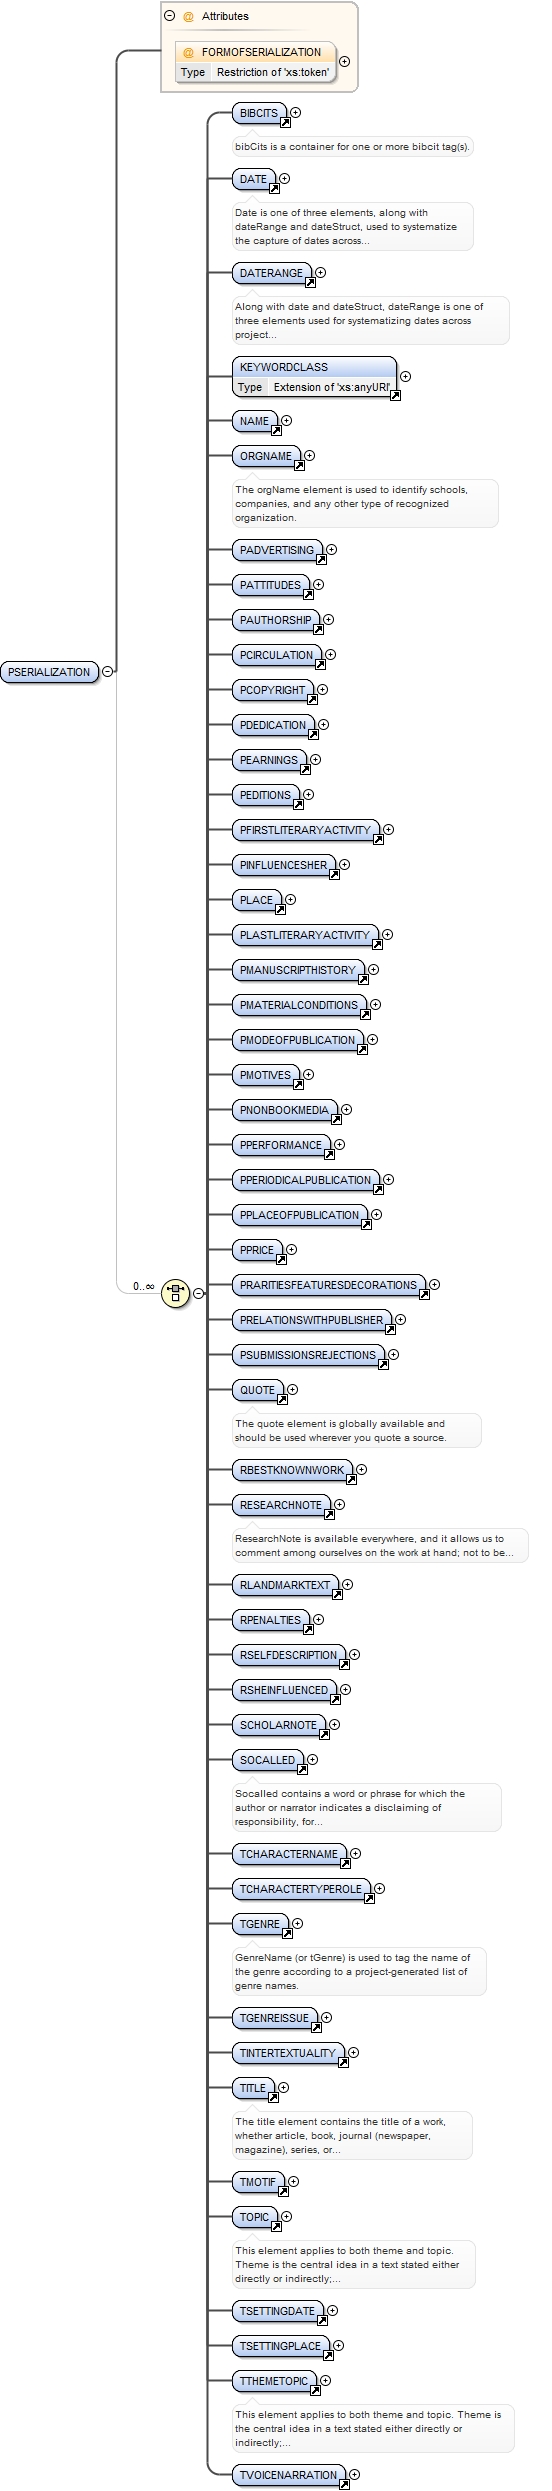 Attributes
FORMOFSERIALIZATION
Type Restriction of 'xs:token'
BIBCITS
bibCits is a container for one or more bibcit tag(s).
DATE
Date is one of three elements, along with
dateRange and dateStruct, used to systematize
the capture of dates across...
DATERANGE
Along with date and dateStruct, dateRange is one of
three elements used for systematizing dates across
project...
KEYWORDCLASS
Type Extension of 'xs:anyURI'
NAME
ORGNAME
The orgName element is used to identify schools,
companies, and any other type of recognized
organization.
PADVERTISING
PATTITUDES
PAUTHORSHIP
PCIRCULATION
PSERIALIZATION
PCOPYRIGHT
PDEDICATION
PEARNINGS
PEDITIONS
PFIRSTLITERARYACTIVITY
PINFLUENCESHER
PLACE
PLASTLITERARYACTIVITY
PMANUSCRIPTHISTORY
PMATERIALCONDITIONS
PMODEOFPUBLICATION
PMOTIVES
PNONBOOKMEDIA
PPERFORMANCE
PPERIODICALPUBLICATION
PPLACEOFPUBLICATION
PPRICE
0..∞
PRARITIESFEATURESDECORATIONS
PRELATIONSWITHPUBLISHER
PSUBMISSIONSREJECTIONS
QUOTE
The quote element is globally available and
should be used wherever you quote a source.
RBESTKNOWNWORK
RESEARCHNOTE
ResearchNote is available everywhere, and it allows us to
comment among ourselves on the work at hand; not to be...
RLANDMARKTEXT
RPENALTIES
RSELFDESCRIPTION
RSHEINFLUENCED
SCHOLARNOTE
SOCALLED
Socalled contains a word or phrase for which the
author or narrator indicates a disclaiming of
responsibility, for...
TCHARACTERNAME
TCHARACTERTYPEROLE
TGENRE
GenreName (or tGenre) is used to tag the name of
the genre according to a project-generated list of
genre names.
TGENREISSUE
TINTERTEXTUALITY
TITLE
The title element contains the title of a work,
whether article, book, journal (newspaper,
magazine), series, or...
TMOTIF
TOPIC
This element applies to both theme and topic.
Theme is the central idea in a text stated either
directly or indirectly;...
TSETTINGDATE
TSETTINGPLACE
TTHEMETOPIC
This element applies to both theme and topic. Theme is
the central idea in a text stated either directly or
indirectly;...
TVOICENARRATION